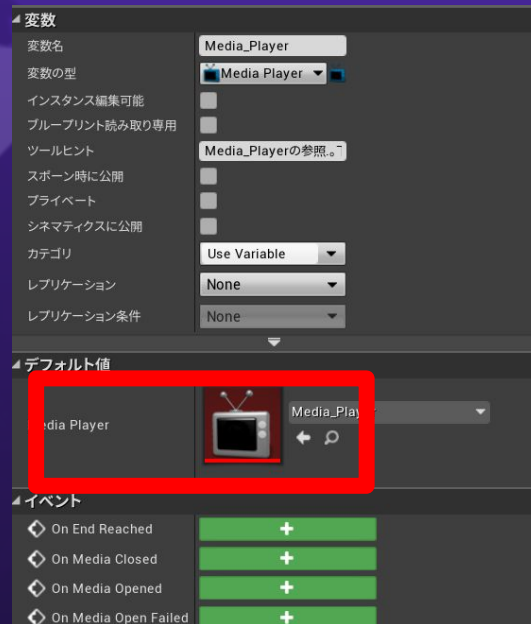 変数
変数名 Media_Player
変数の型 Media Player
インスタンス編集可能
ブループリント読み取り専用
ツールヒント Media_Playerの参照。
スポーン時に公開
プライベート
シネマティクスに公開
カテゴリ Use Variable
レプリケーション None
レプリケーション条件 None
デフォルト値
Media Player Media_Play
イベント
On End Reached
On Media Closed
On Media Opened
On Media Open Failed